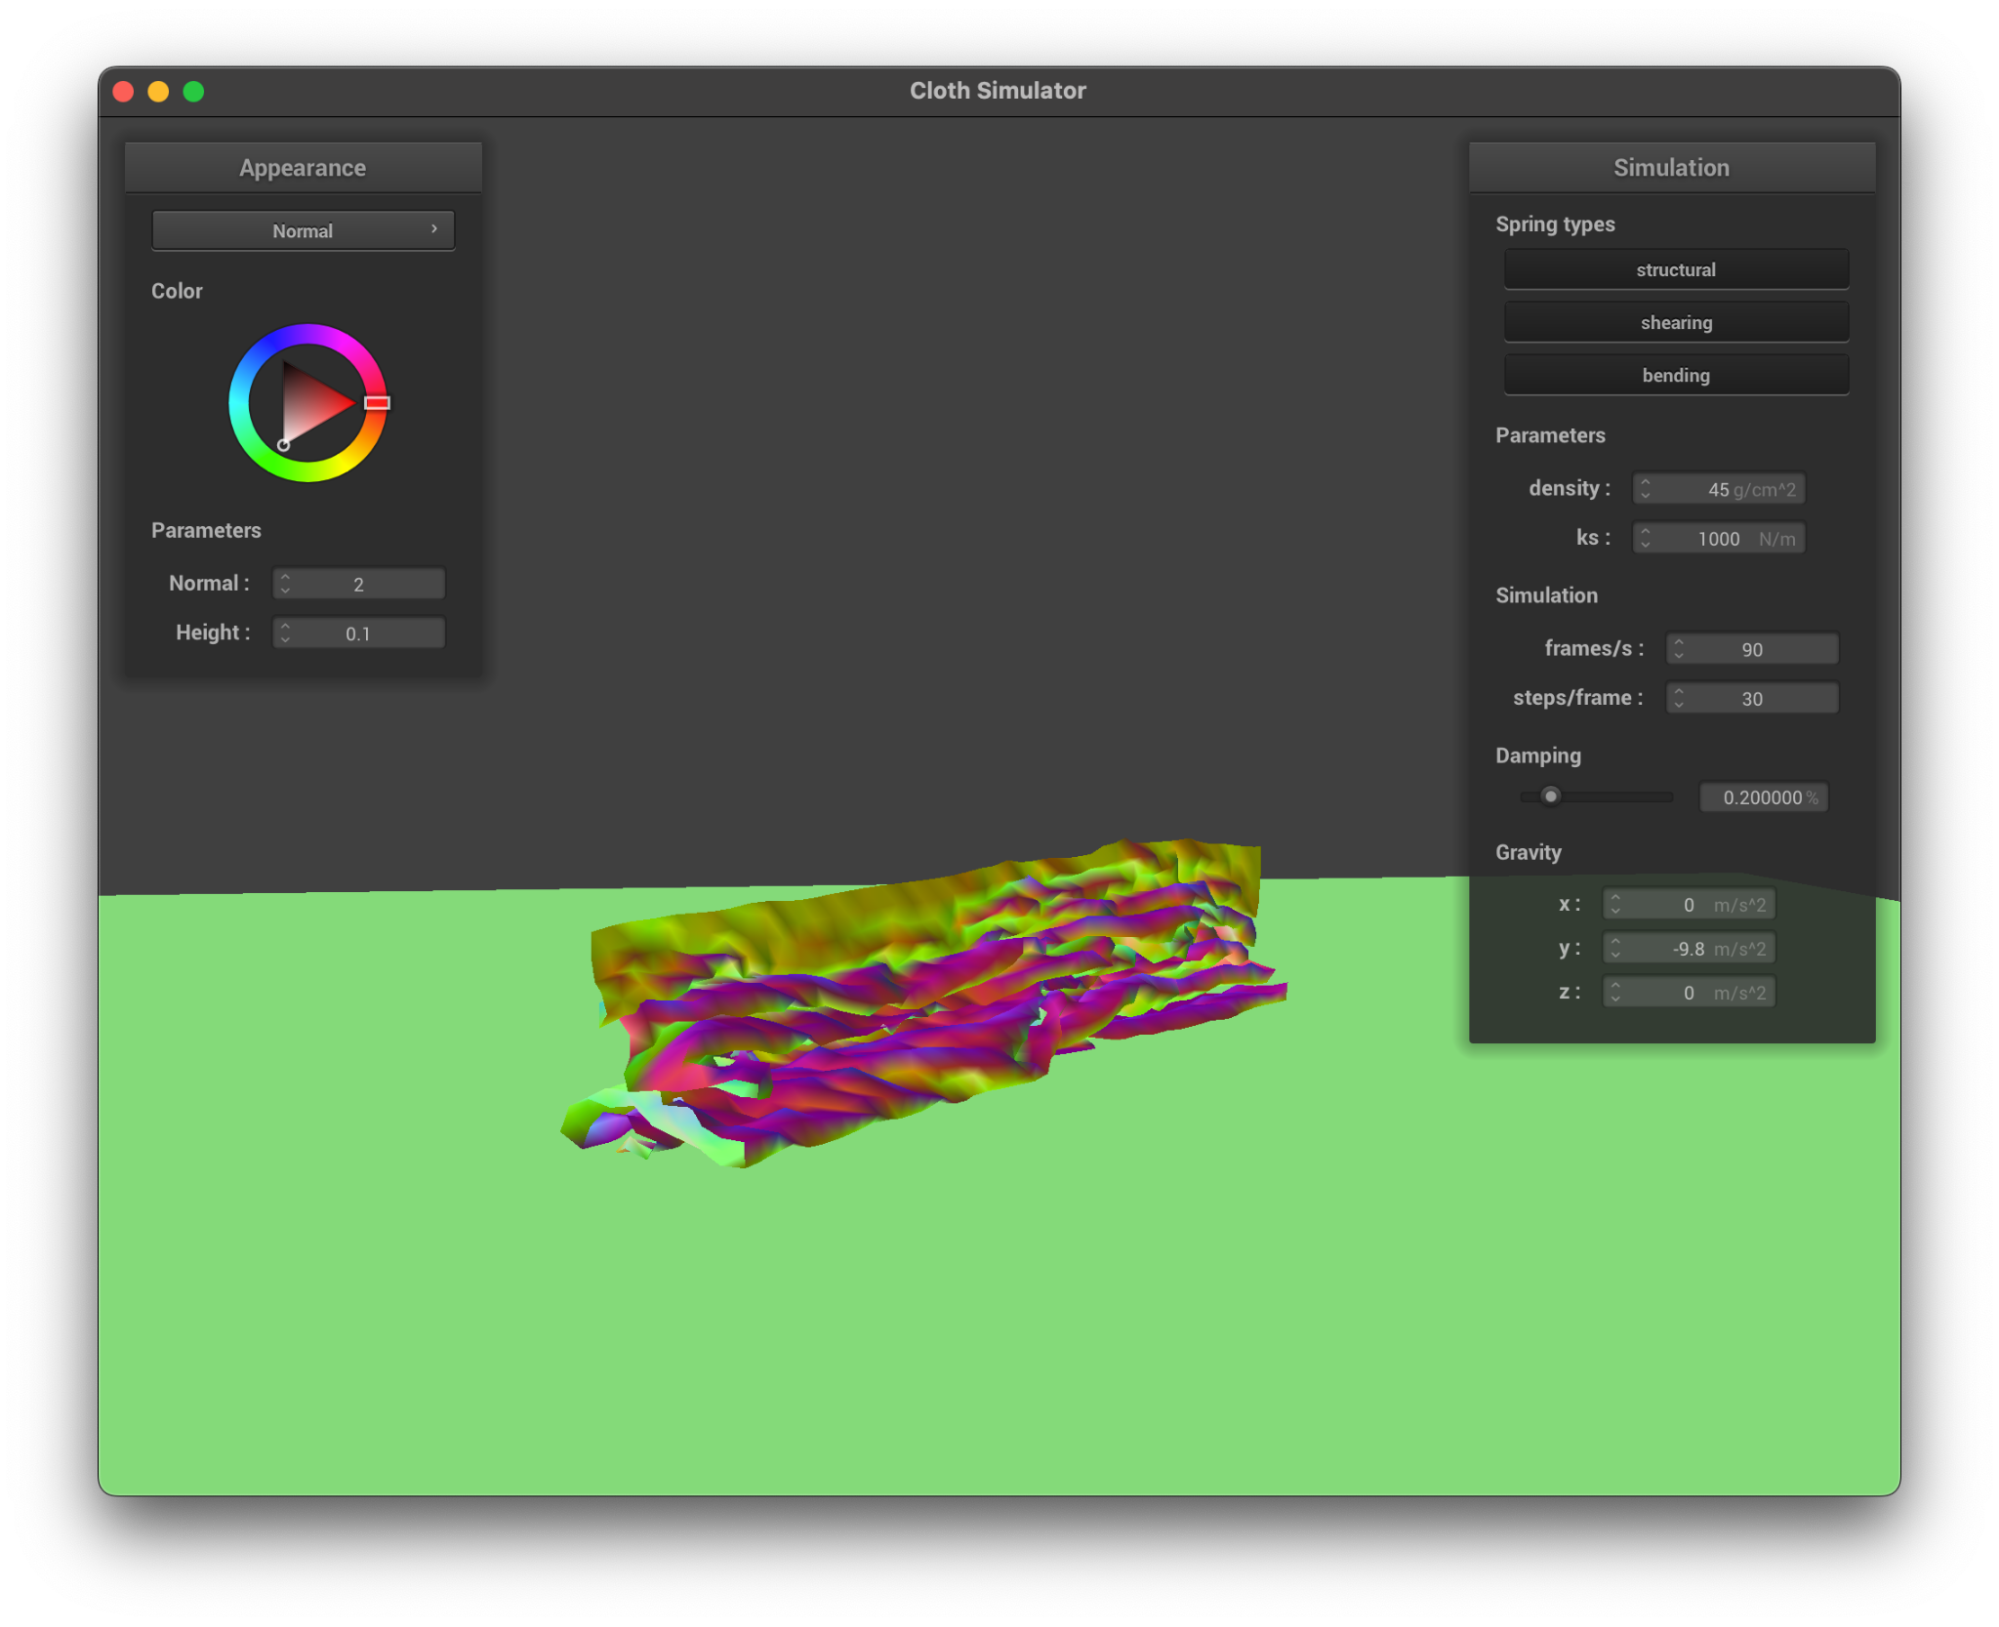 Cloth Simulator
Appearance
Normal
Color
Parameters
Normal : 2
Height : 0.1
Simulation
Spring types
structural
shearing
bending
Parameters
density : 45 g/cm^2
ks : 1000 N/m
Simulation
frames/s : 90
steps/frame : 30
Damping
0.200000 %
Gravity
x : 0 m/s^2
y : -9.8 m/s^2
z : 0 m/s^2